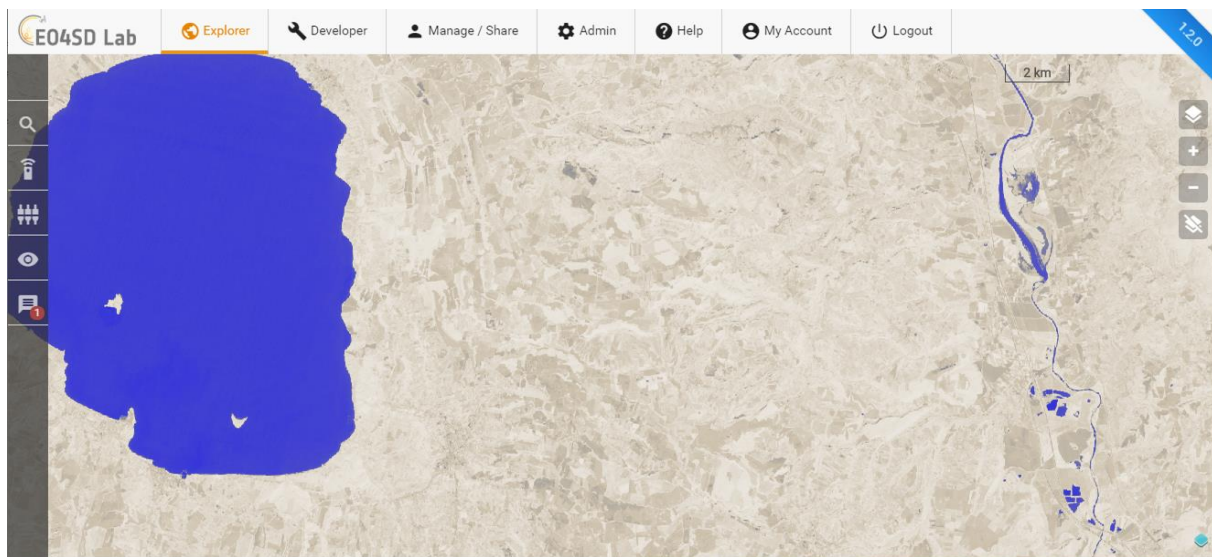 EO4SD Lab
Explorer
Developer
Manage / Share
Admin
Help
My Account
Logout
1.2.0
2 km
1